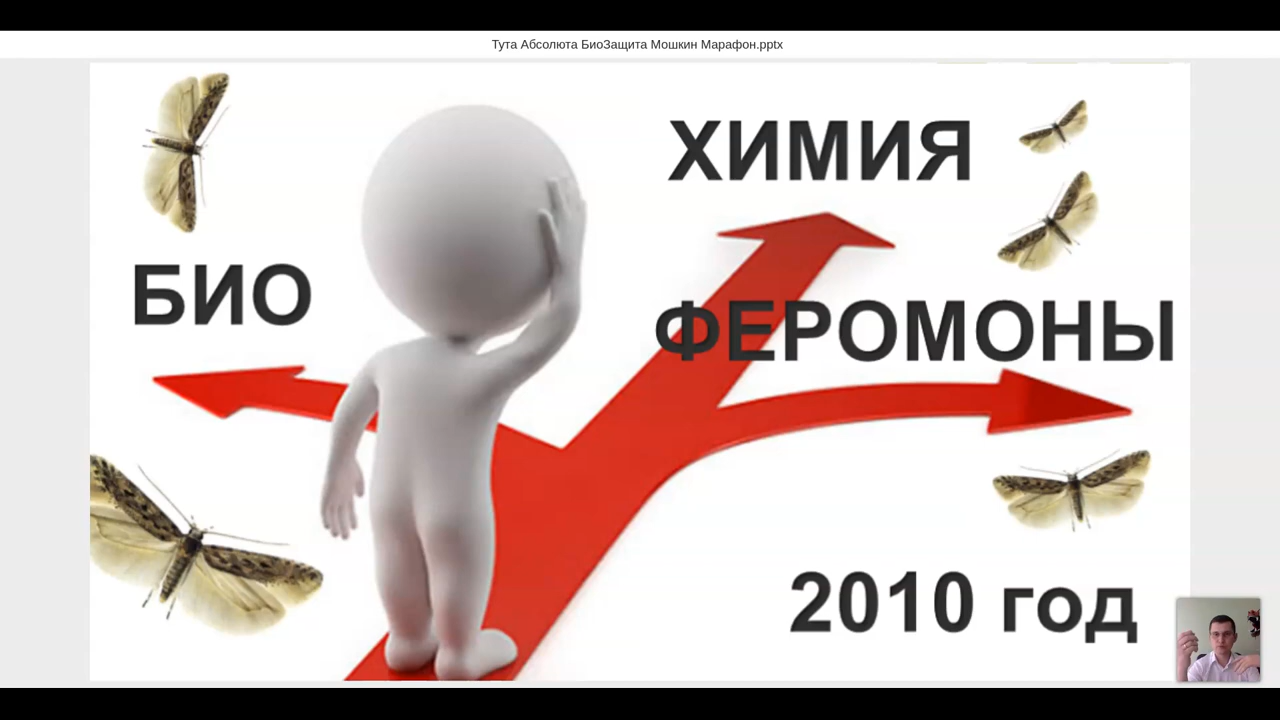 Тута Абсолюта БиоЗащита Мошкин Марафон.pptx
ХИМИЯ
БИО
ФЕРОМОНЫ
2010 год